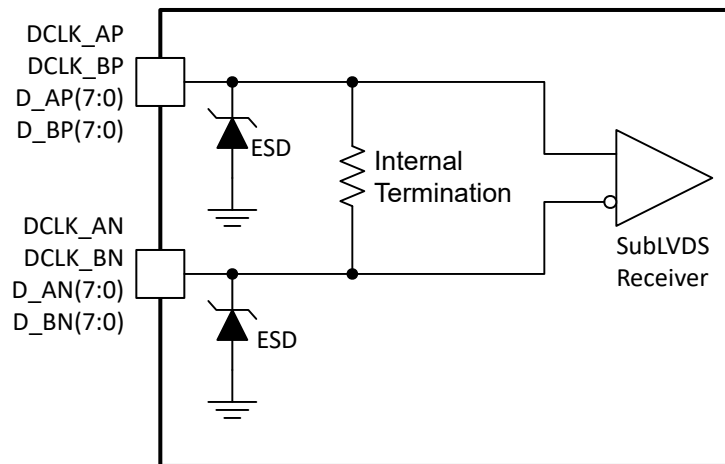 DCLK_AP
DCLK_BP
D_AP(7:0)
D_BP(7:0)
ESD
Internal
Termination
DCLK_AN
DCLK_BN
D_AN(7:0)
D_BN(7:0)
ESD
SubLVDS
Receiver